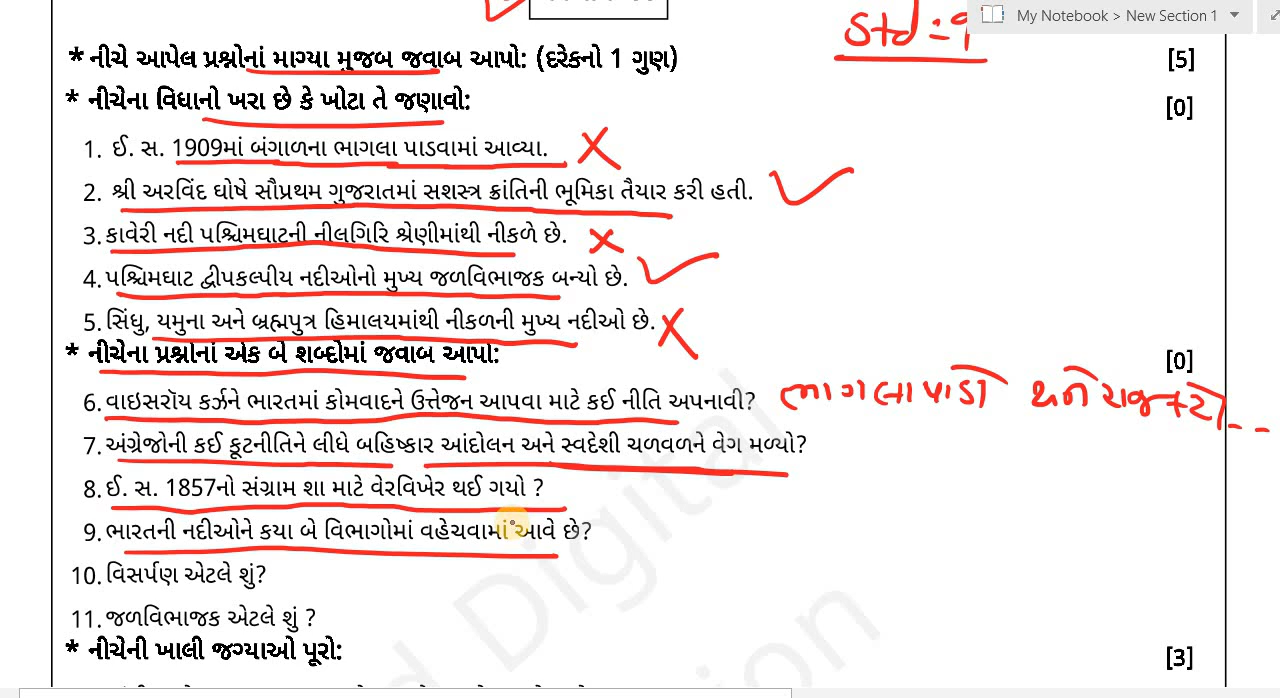 My Notebook > New Section 1
Std = 9
* નીચે આપેલ પ્રશ્નોનાં માગ્યા મુજબ જવાબ આપો: (દરેકનો 1 ગુણ) [5]
* નીચેના વિધાનો ખરા છે કે ખોટા તે જણાવો: [0]
1. ઈ. સ. 1909માં બંગાળના ભાગલા પાડવામાં આવ્યા.
2. શ્રી અરવિંદ ઘોષે સૌપ્રથમ ગુજરાતમાં સશસ્ત્ર ક્રાંતિની ભૂમિકા તૈયાર કરી હતી.
3. કાવેરી નદી પશ્ચિમઘાટની નીલગિરિ શ્રેણીમાંથી નીકળે છે.
4. પશ્ચિમઘાટ દ્વીપકલ્પીય નદીઓનો મુખ્ય જળવિભાજક બન્યો છે.
5. સિંધુ, યમુના અને બ્રહ્મપુત્ર હિમાલયમાંથી નીકળની મુખ્ય નદીઓ છે.
* નીચેના પ્રશ્નોનાં એક બે શબ્દોમાં જવાબ આપો: [0]
6. વાઇસરૉય કર્ઝને ભારતમાં કોમવાદને ઉત્તેજન આપવા માટે કઈ નીતિ અપનાવી? ભાગલા પાડો અને રાજ કરો
7. અંગ્રેજોની કઈ કૂટનીતિને લીધે બહિષ્કાર આંદોલન અને સ્વદેશી ચળવળને વેગ મળ્યો?
8. ઈ. સ. 1857નો સંગ્રામ શા માટે વેરવિખેર થઈ ગયો ?
9. ભારતની નદીઓને કયા બે વિભાગોમાં વહેચવામાં આવે છે?
10. વિસર્પણ એટલે શું?
11. જળવિભાજક એટલે શું ?
* નીચેની ખાલી જગ્યાઓ પૂરો: [3]
Digital